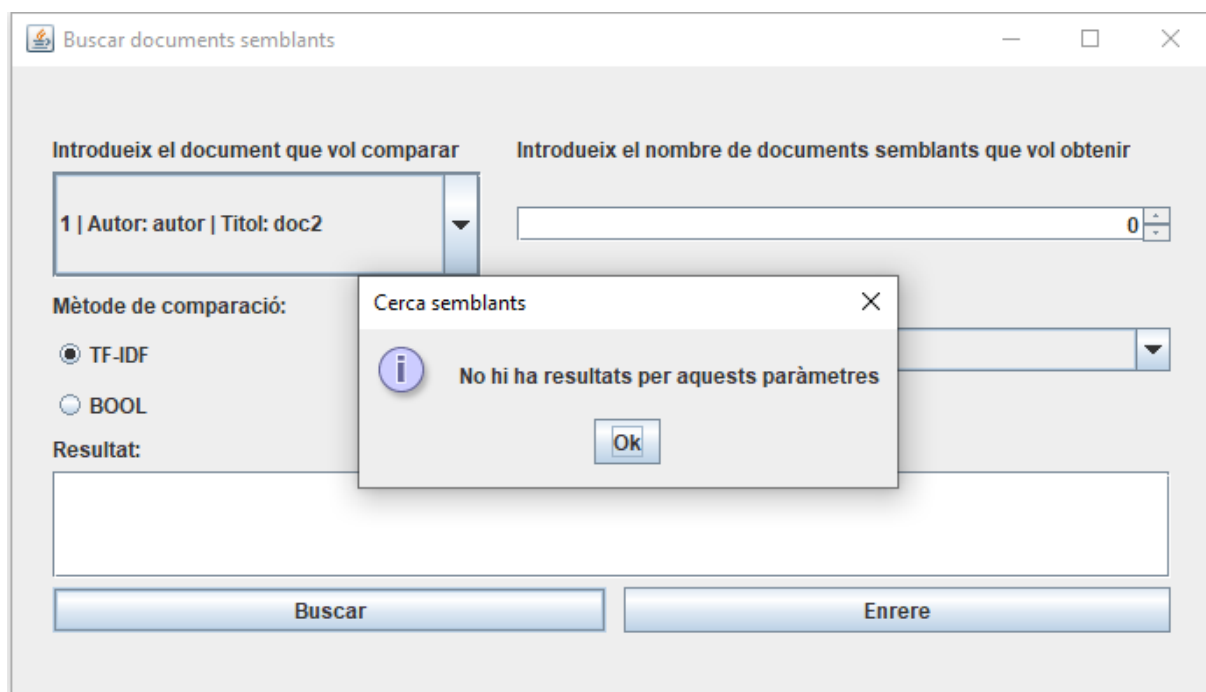 Buscar documents semblants
Introdueix el document que vol comparar
Introdueix el nombre de documents semblants que vol obtenir
1 | Autor: autor | Titol: doc2
0
Mètode de comparació:
TF-IDF
BOOL
Cerca semblants
No hi ha resultats per aquests paràmetres
Ok
Resultat:
Buscar
Enrere